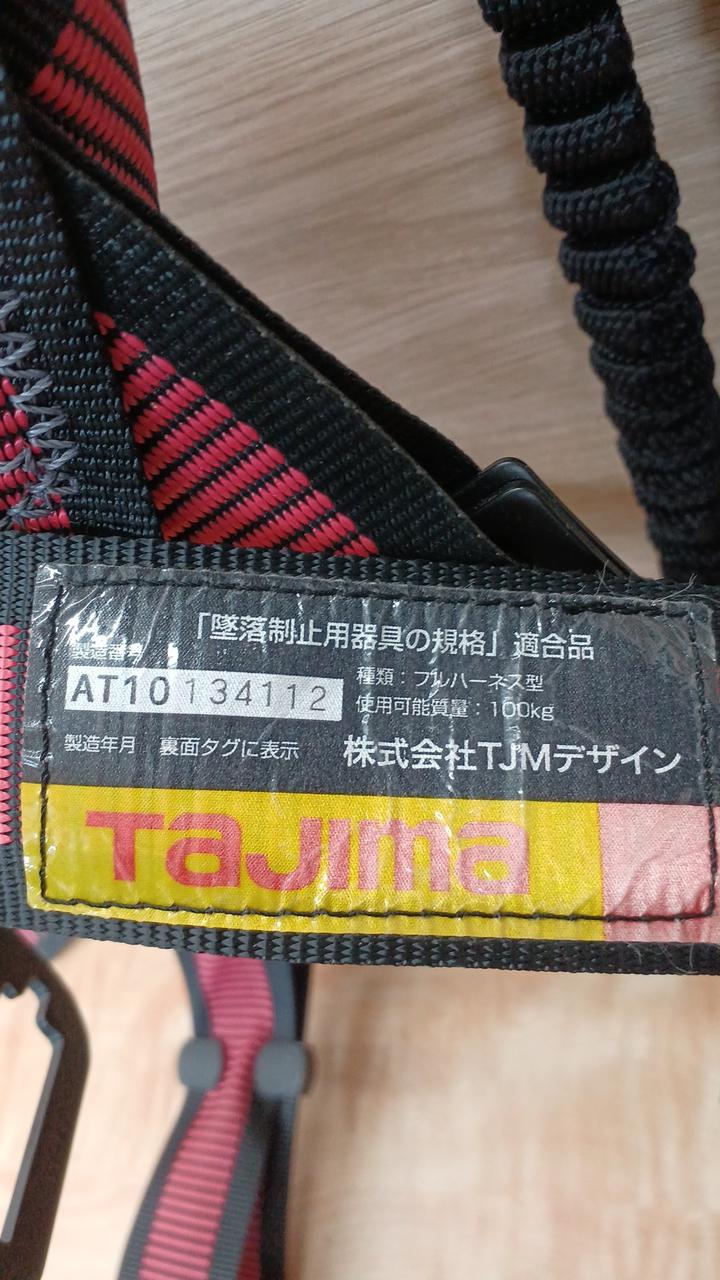 「墜落制止用器具の規格」適合品
製造番号
AT10 134112
種類：フルハーネス型
使用可能質量：100kg
製造年月 裏面タグに表示
株式会社TJMデザイン
Tajima